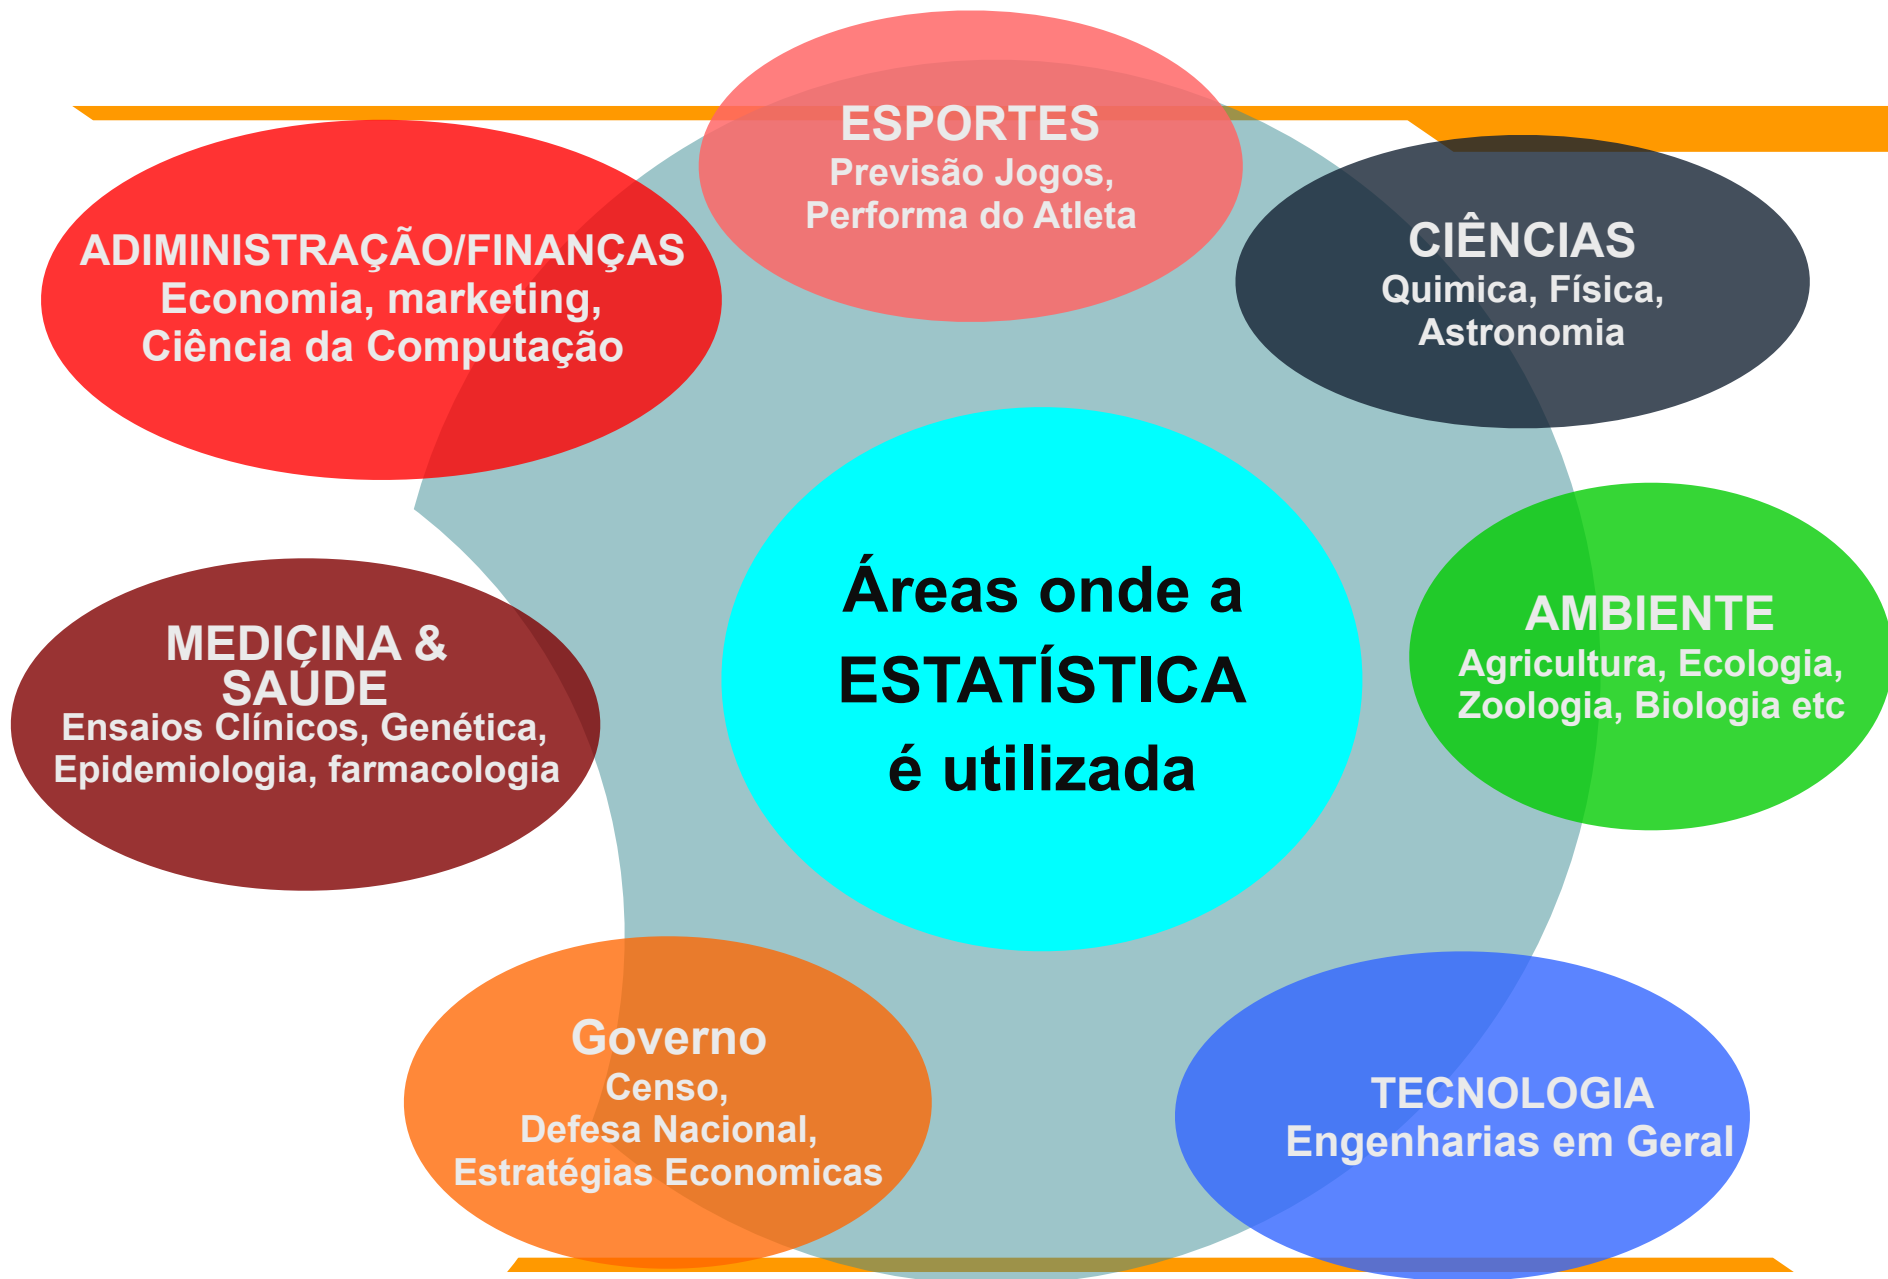 ESPORTES
Previsão Jogos,
Performa do Atleta
ADIMINISTRAÇÃO/FINANÇAS
Economia, marketing,
Ciência da Computação
CIÊNCIAS
Quimica, Física,
Astronomia
Áreas onde a
ESTATÍSTICA
é utilizada
AMBIENTE
Agricultura, Ecologia,
Zoologia, Biologia etc
MEDICINA &
SAÚDE
Ensaios Clínicos, Genética,
Epidemiologia, farmacologia
Governo
Censo,
Defesa Nacional,
Estratégias Economicas
TECNOLOGIA
Engenharias em Geral